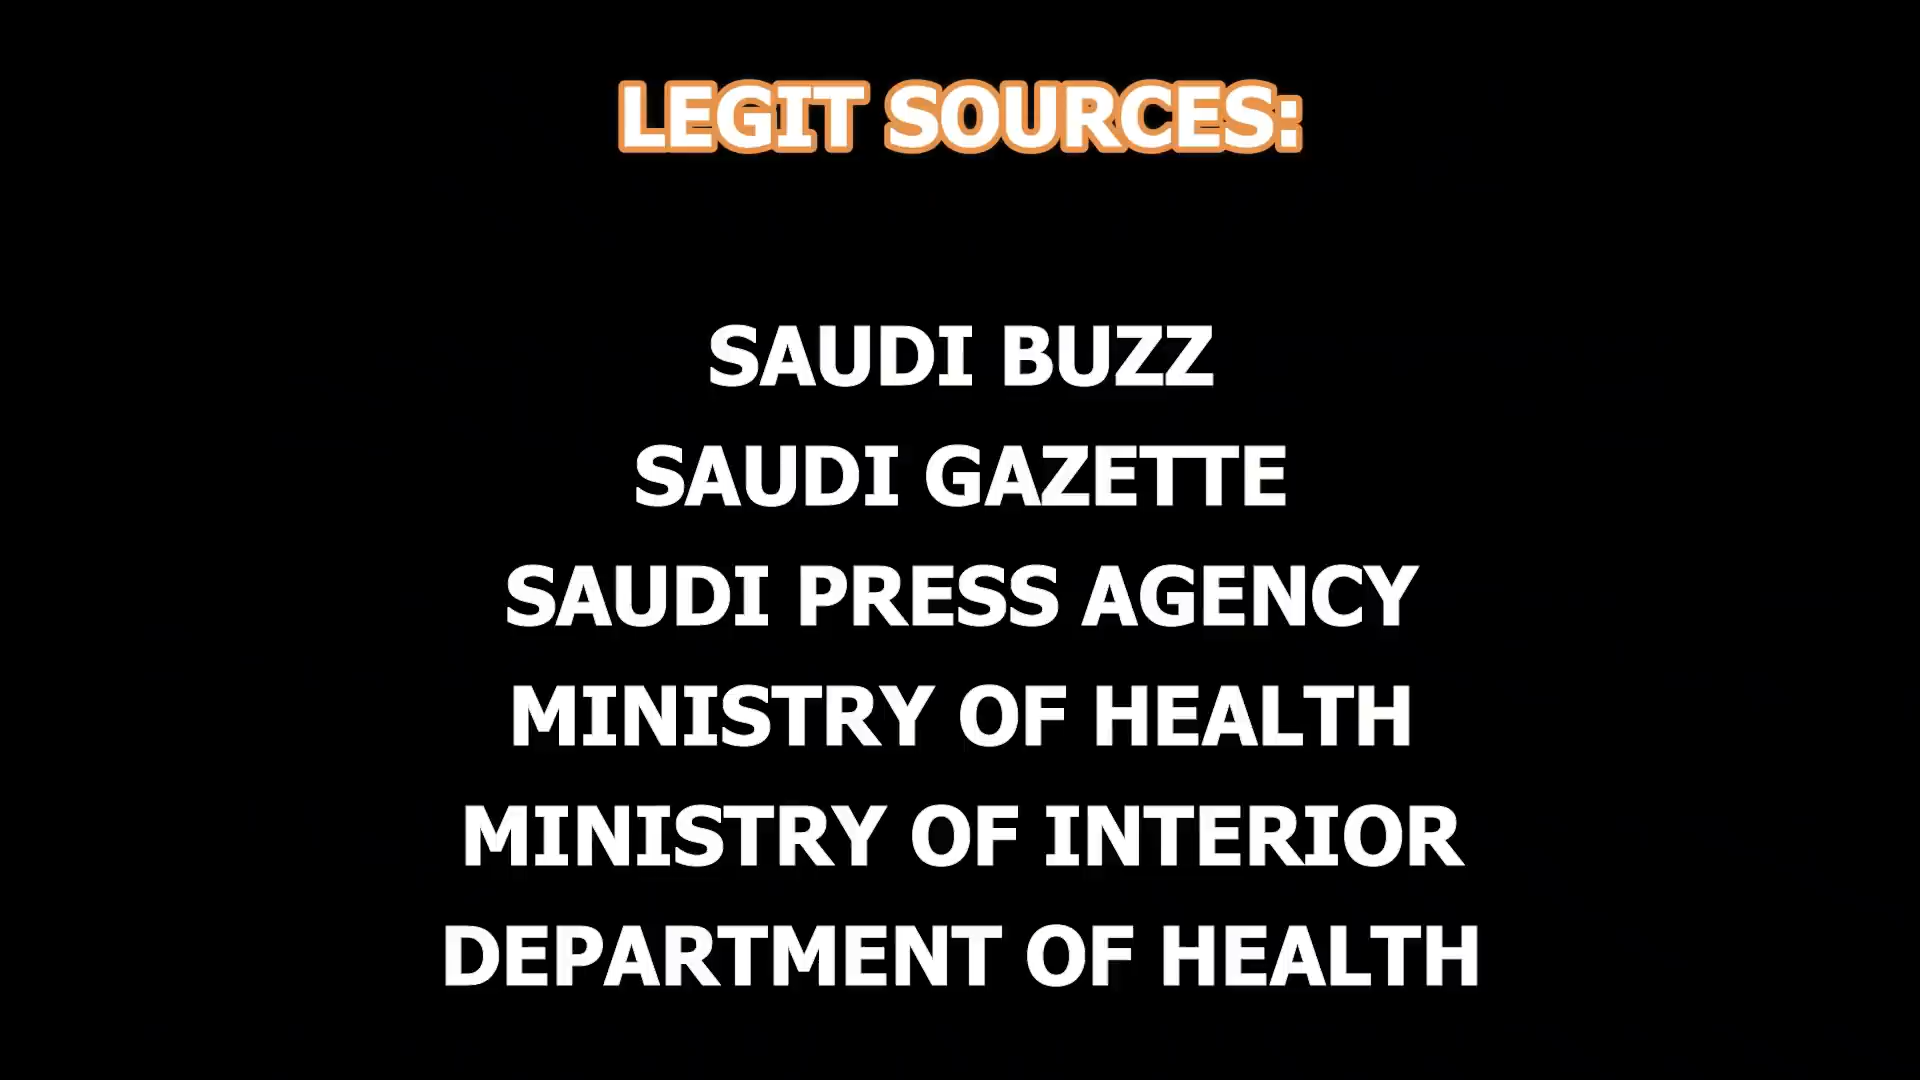 LEGIT SOURCES:
SAUDI BUZZ
SAUDI GAZETTE
SAUDI PRESS AGENCY
MINISTRY OF HEALTH
MINISTRY OF INTERIOR
DEPARTMENT OF HEALTH